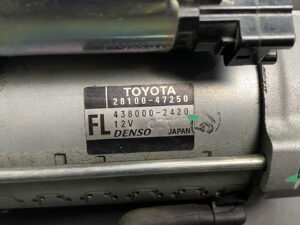 TOYOTA
28100-47250
FL 438000-2420
12V
DENSO JAPAN